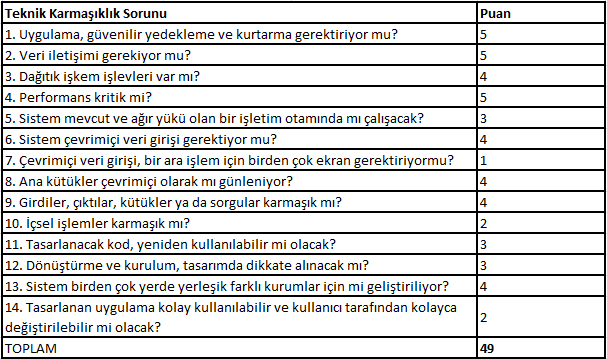 Teknik Karmaşıklık Sorunu Puan
1. Uygulama, güvenilir yedekleme ve kurtarma gerektiriyor mu? 5
2. Veri iletişimi gerekiyor mu? 5
3. Dağıtık işkem işlevleri var mı? 4
4. Performans kritik mi? 5
5. Sistem mevcut ve ağır yükü olan bir işletim otamında mı çalışacak? 3
6. Sistem çevrimiçi veri girişi gerektiyor mu? 4
7. Çevrimiçi veri girişi, bir ara işlem için birden çok ekran gerektiriyormu? 1
8. Ana kütükler çevrimiçi olarak mı günleniyor? 4
9. Girdiler, çıktılar, kütükler ya da sorgular karmaşık mı? 4
10. İçsel işlemler karmaşık mı? 2
11. Tasarlanacak kod, yeniden kullanılabilir mi olacak? 3
12. Dönüştürme ve kurulum, tasarımda dikkate alınacak mı? 3
13. Sistem birden çok yerde yerleşik farklı kurumlar için mi geliştiriliyor? 4
14. Tasarlanan uygulama kolay kullanılabilir ve kullanıcı tarafından kolayca
değiştirilebilir mi olacak? 2
TOPLAM 49